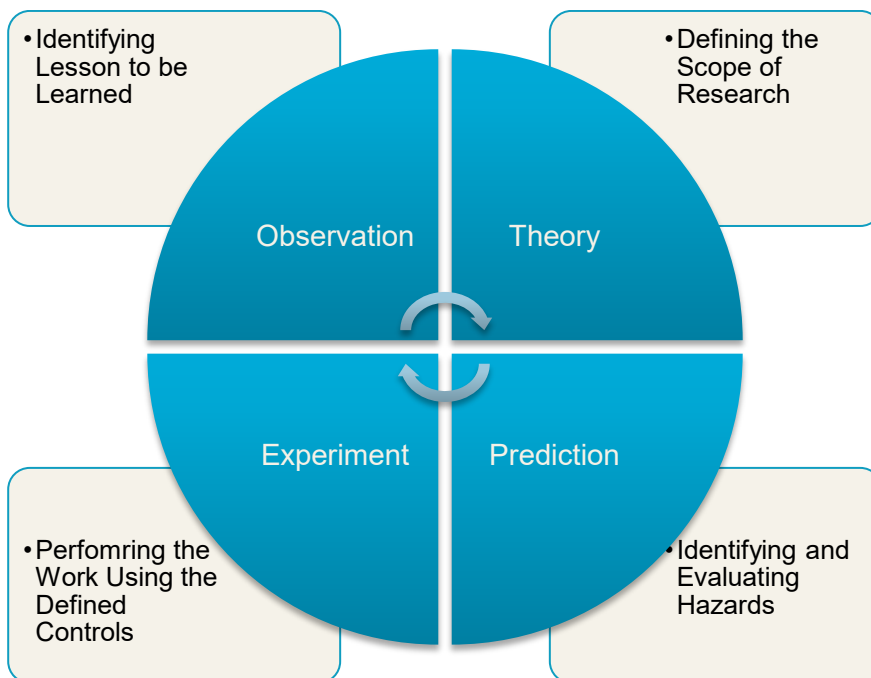 •Identifying
Lesson to be
Learned
•Defining the
Scope of
Research
Observation
Theory
Experiment
Prediction
•Perfomring the
Work Using the
Defined
Controls
•Identifying and
Evaluating
Hazards